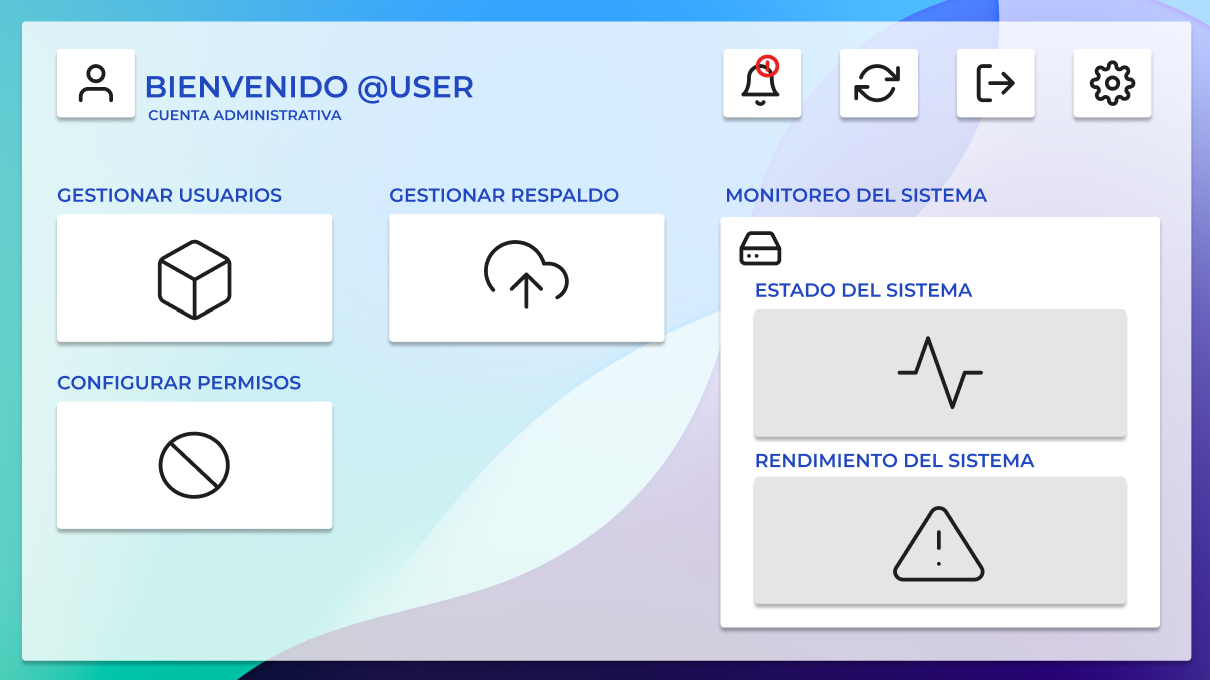 BIENVENIDO @USER
CUENTA ADMINISTRATIVA
GESTIONAR USUARIOS
GESTIONAR RESPALDO
MONITOREO DEL SISTEMA
ESTADO DEL SISTEMA
CONFIGURAR PERMISOS
RENDIMIENTO DEL SISTEMA